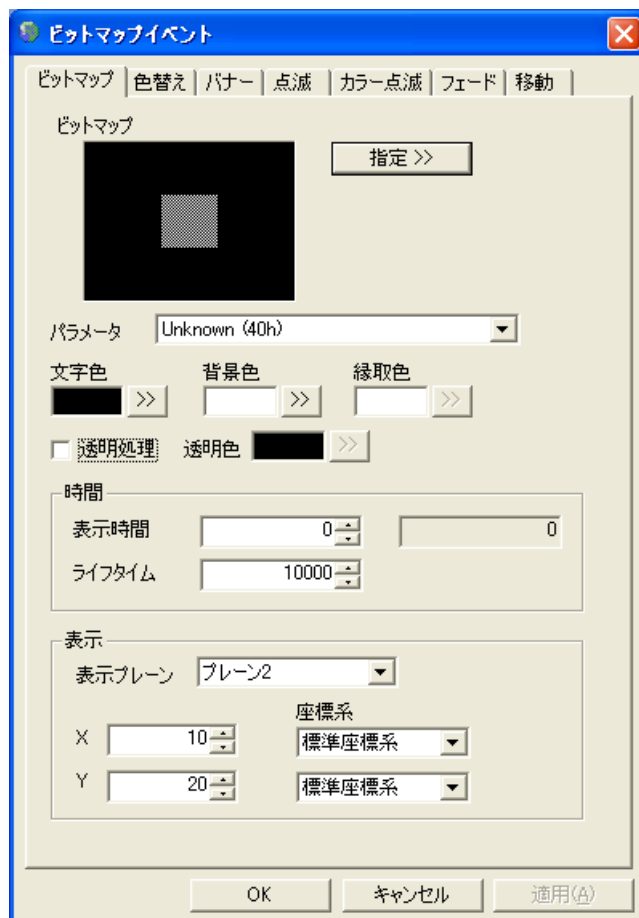 ビットマップイベント
ビットマップ 色替え バナー 点滅 カラー点滅 フェード 移動
ビットマップ
指定 >>
パラメータ Unknown (40h)
文字色 背景色 縁取色
>> >> >>
透明処理 透明色 >>
時間
表示時間 0 0
ライフタイム 10000
表示
表示プレーン プレーン2
座標系
X 10 標準座標系
Y 20 標準座標系
OK キャンセル 適用(A)